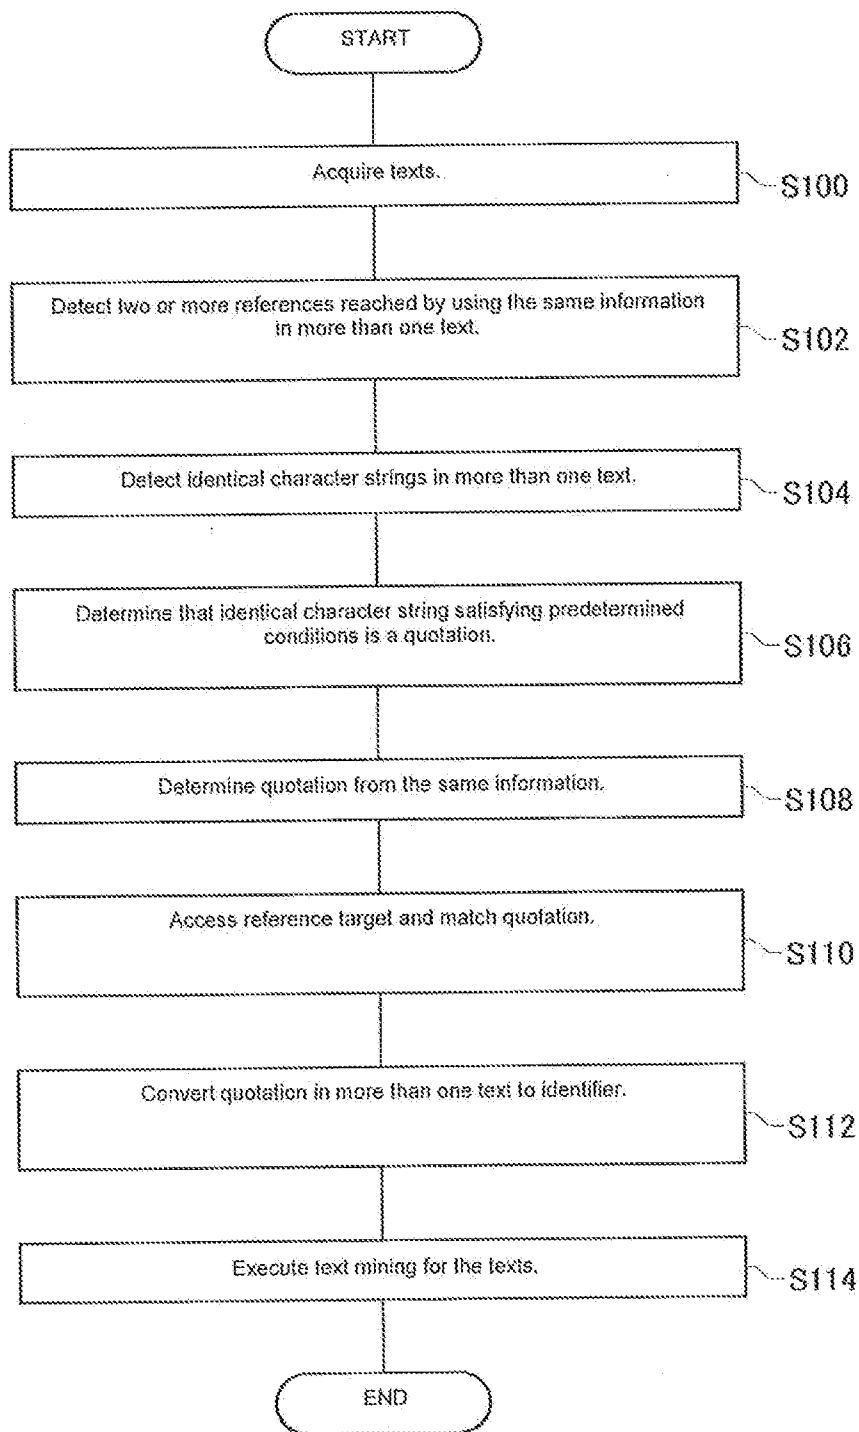 START
Acquire texts.
S100
Detect two or more references reached by using the same information
in more than one text.
S102
Detect identical character strings in more than one text.
S104
Determine that identical character string satisfying predetermined
conditions is a quotation.
S106
Determine quotation from the same information.
S108
Access reference target and match quotation.
S110
Convert quotation in more than one text to identifier.
S112
Execute text mining for the texts.
S114
END